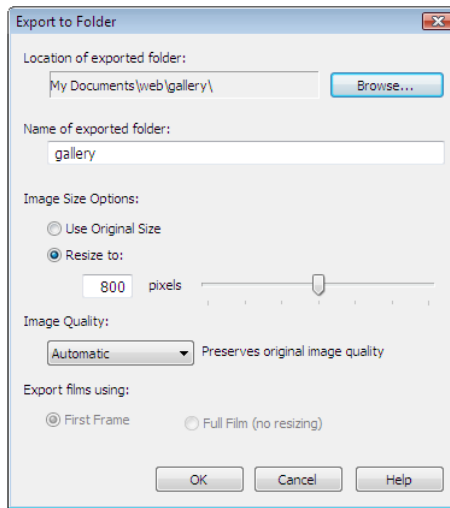 Export to Folder
Location of exported folder:
My Documents\web\gallery\
Browse...
Name of exported folder:
gallery
Image Size Options:
Use Original Size
Resize to:
800 pixels
Image Quality:
Automatic Preserves original image quality
Export films using:
First Frame Full Film (no resizing)
OK Cancel Help